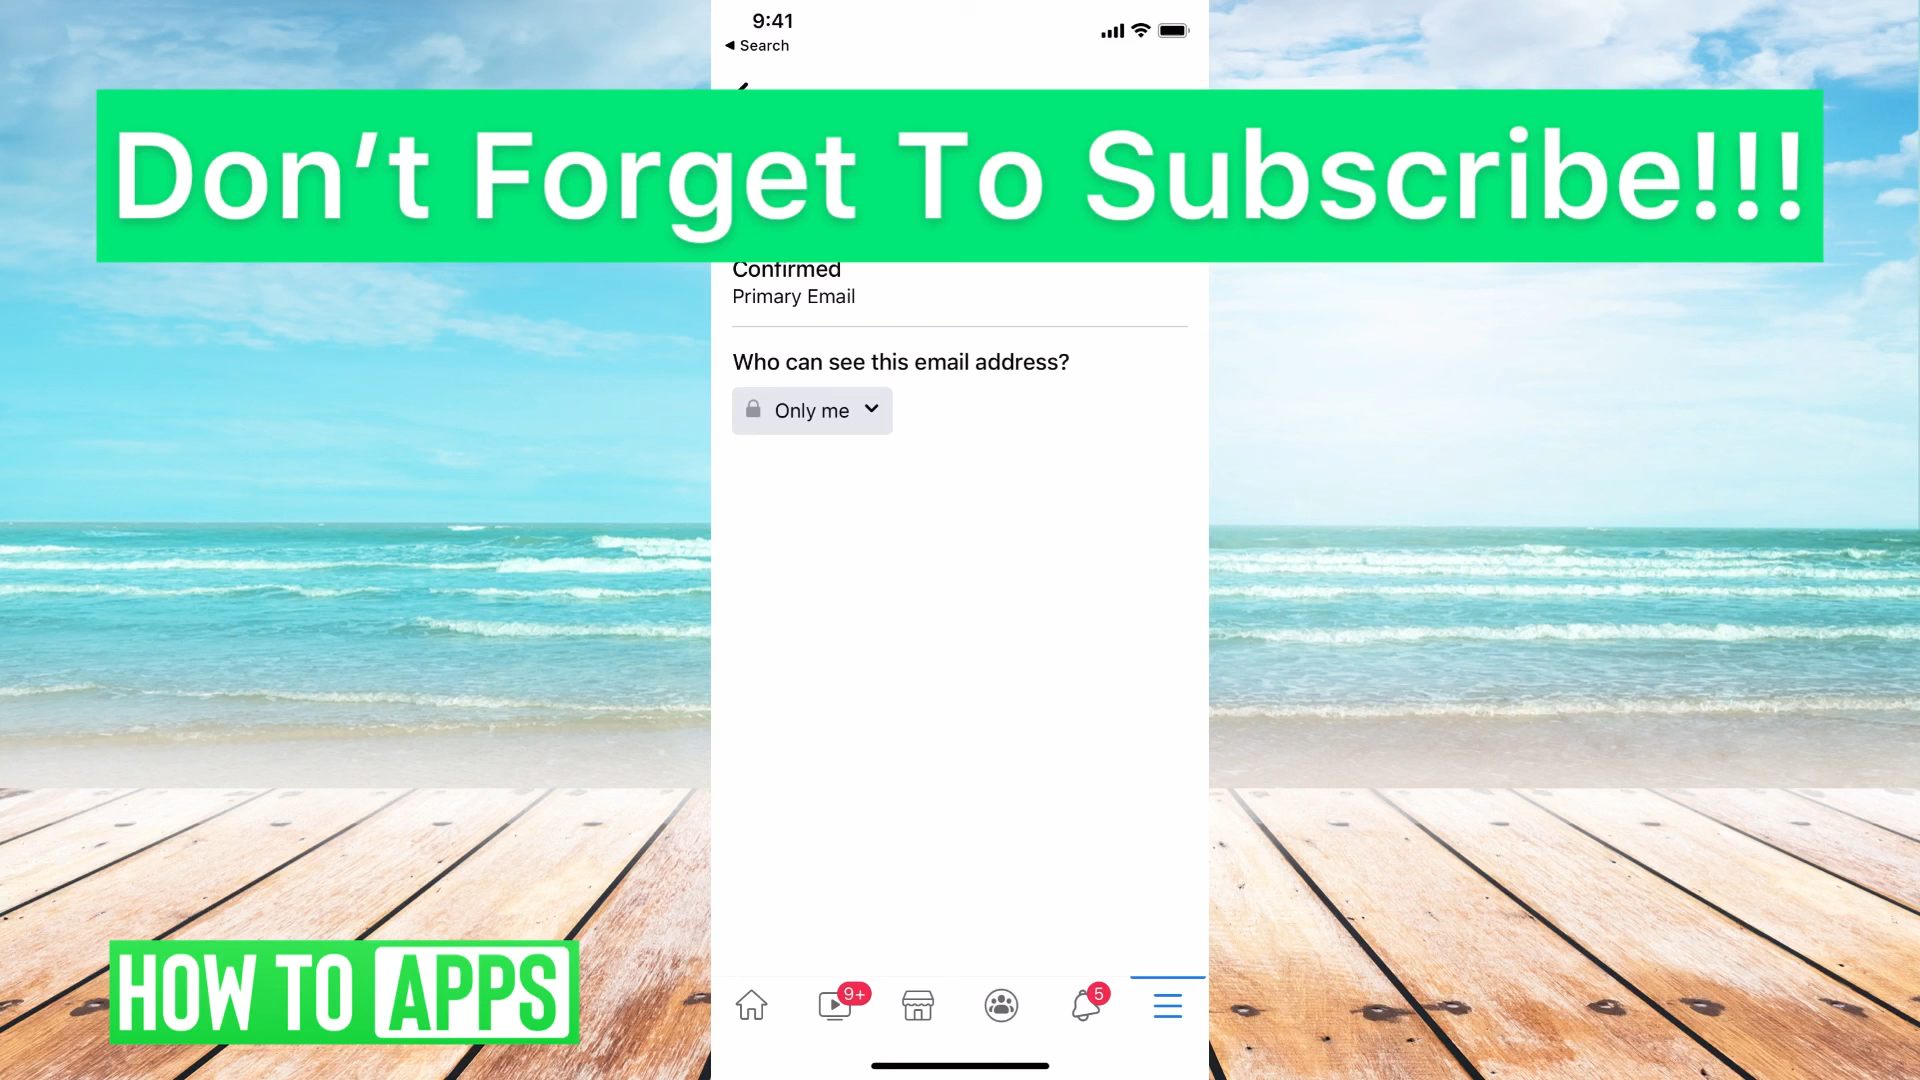 9:41
Search
Don't Forget To Subscribe!!!
Confirmed
Primary Email
Who can see this email address?
Only me
9+
5
HOW TO APPS